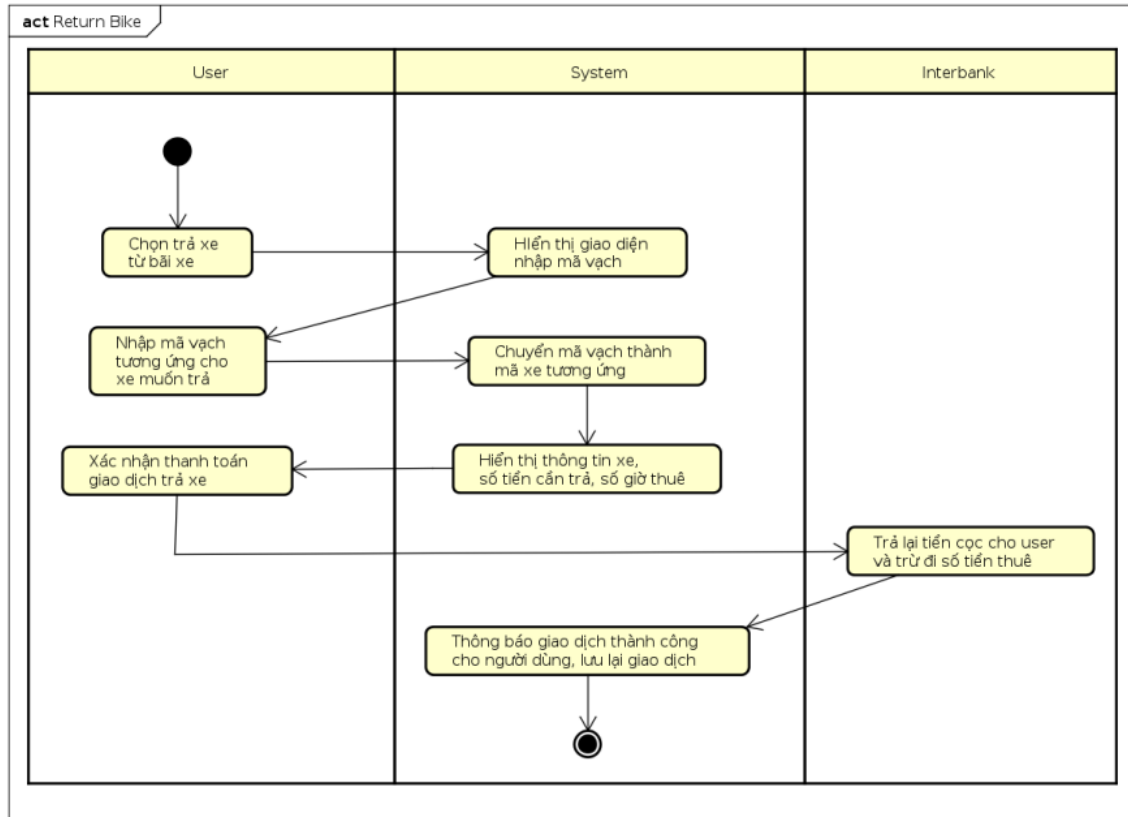 act Return Bike
User
System
Interbank
Chọn trả xe
từ bãi xe
HIển thị giao diện
nhập mã vạch
Nhập mã vạch
tương ứng cho
xe muốn trả
Chuyển mã vạch thành
mã xe tương ứng
Xác nhận thanh toán
giao dịch trả xe
Hiển thị thông tin xe,
số tiền cần trả, số giờ thuê
Trả lại tiền cọc cho user
và trừ đi số tiền thuê
Thông báo giao dịch thành công
cho người dùng, lưu lại giao dịch